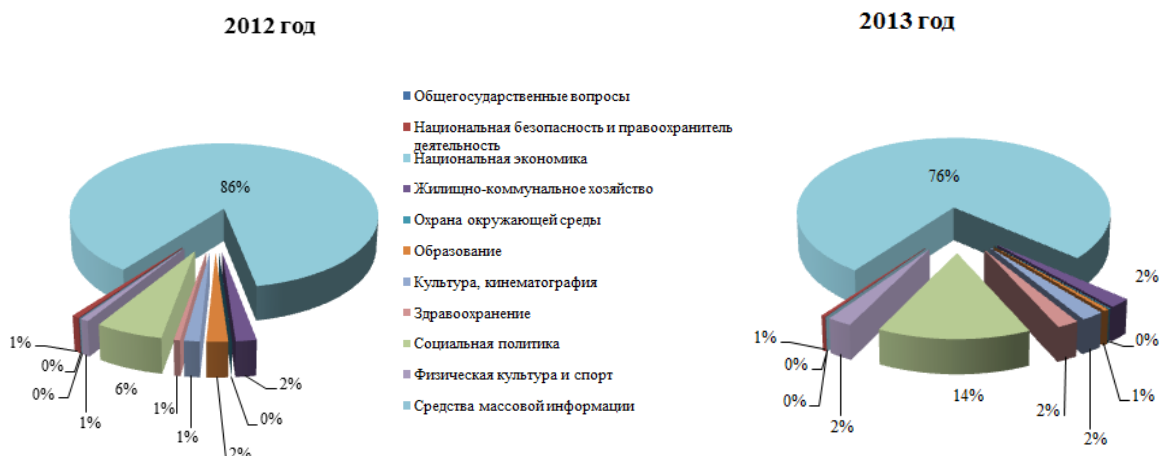 2012 год
2013 год
Общегосударственные вопросы
Национальная безопасность и правоохранитель
деятельность
Национальная экономика
Жилищно-коммунальное хозяйство
Охрана окружающей среды
Образование
Культура, кинематография
Здравоохранение
Социальная политика
Физическая культура и спорт
Средства массовой информации
86%
1%
0%
0%
1%
6%
1%
1%
2%
0%
2%
76%
1%
0%
2%
14%
2%
2%
1%
0%
2%